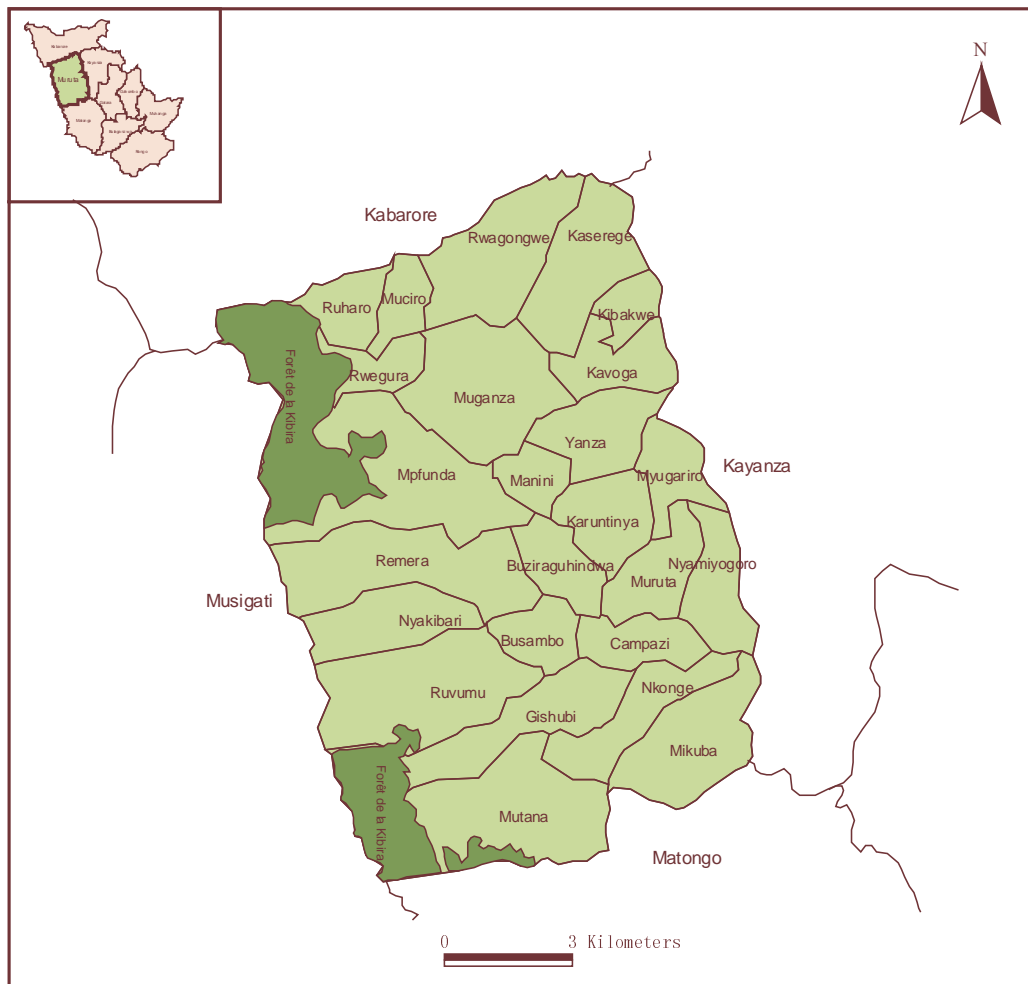 Muruta
N
Kabarore
Rwagongwe
Kaserege
Ruharo
Muciro
Kibakwe
Forêt de la Kibira
Rwegura
Kavoga
Muganza
Yanza
Kayanza
Mpfunda
Manini
Myugariro
Karuntinya
Remera
Buziraguhindwa
Muruta
Nyamiyogoro
Musigati
Nyakibari
Busambo
Campazi
Ruvumu
Nkonge
Gishubi
Mikuba
Forêt de la Kibira
Mutana
Matongo
0 3 Kilometers